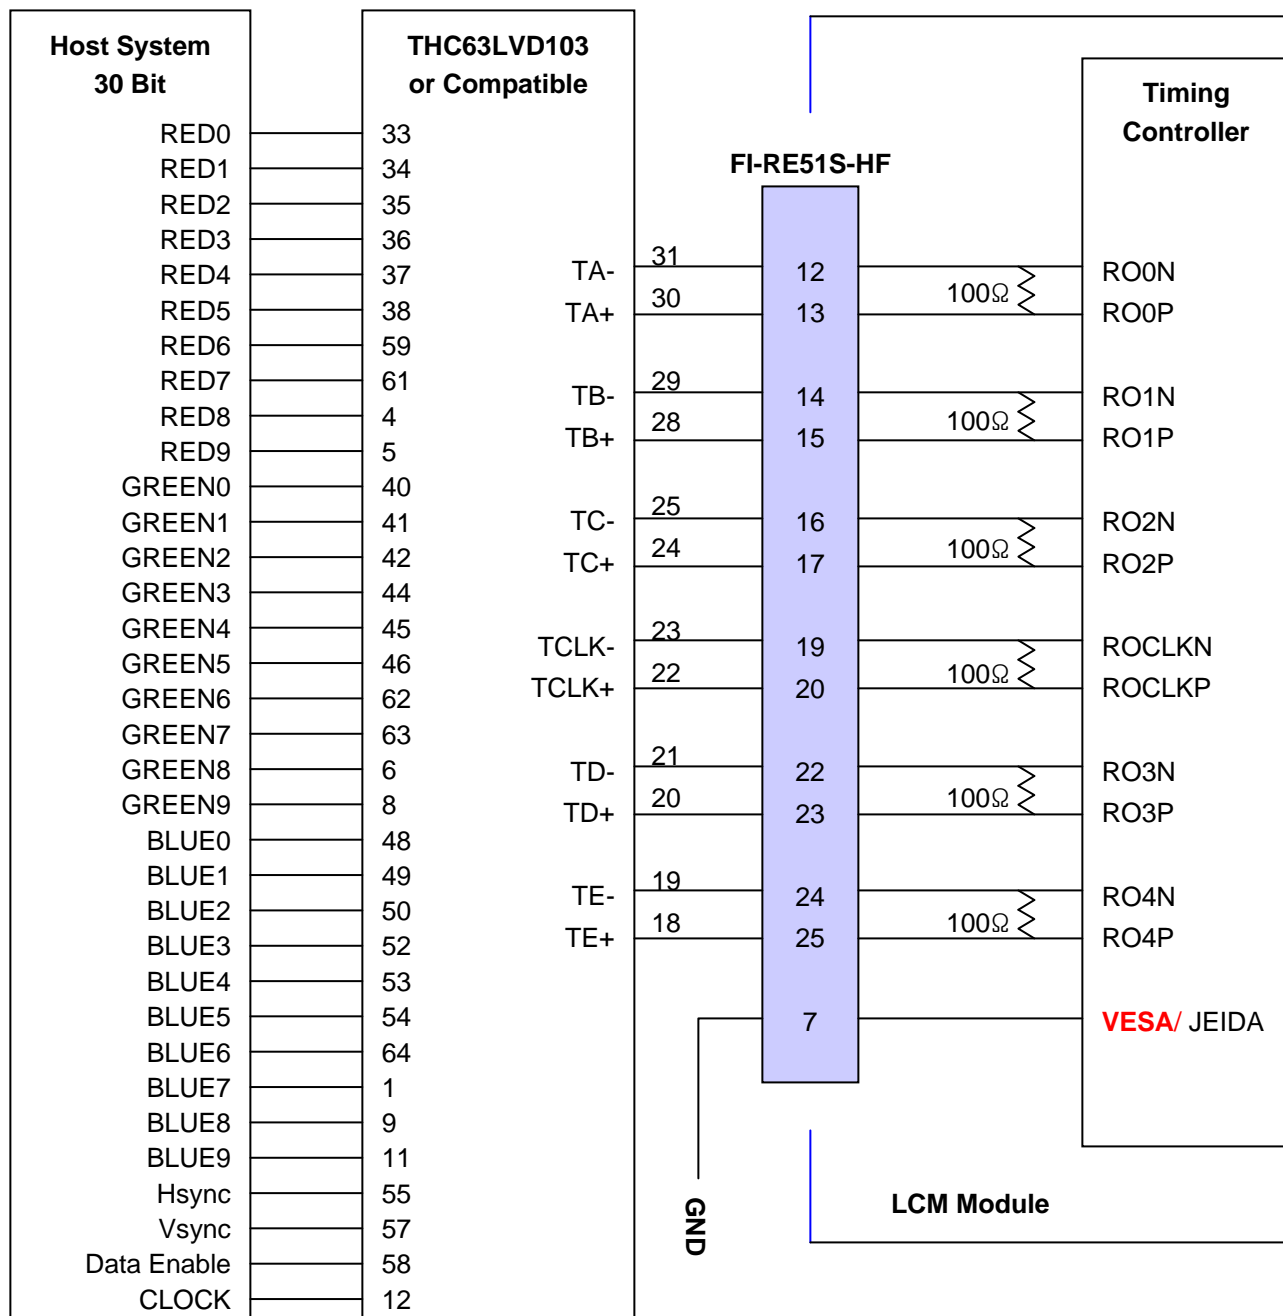 Host System
30 Bit
THC63LVD103
or Compatible
Timing
Controller
FI-RE51S-HF
RED0 33
RED1 34
RED2 35
RED3 36
RED4 37
RED5 38
RED6 59
RED7 61
RED8 4
RED9 5
GREEN0 40
GREEN1 41
GREEN2 42
GREEN3 44
GREEN4 45
GREEN5 46
GREEN6 62
GREEN7 63
GREEN8 6
GREEN9 8
BLUE0 48
BLUE1 49
BLUE2 50
BLUE3 52
BLUE4 53
BLUE5 54
BLUE6 64
BLUE7 1
BLUE8 9
BLUE9 11
Hsync 55
Vsync 57
Data Enable 58
CLOCK 12
TA- 31 12 RO0N
100Ω
TA+ 30 13 RO0P
TB- 29 14 RO1N
100Ω
TB+ 28 15 RO1P
TC- 25 16 RO2N
100Ω
TC+ 24 17 RO2P
TCLK- 23 19 ROCLKN
100Ω
TCLK+ 22 20 ROCLKP
TD- 21 22 RO3N
100Ω
TD+ 20 23 RO3P
TE- 19 24 RO4N
100Ω
TE+ 18 25 RO4P
7 VESA/ JEIDA
GND
LCM Module